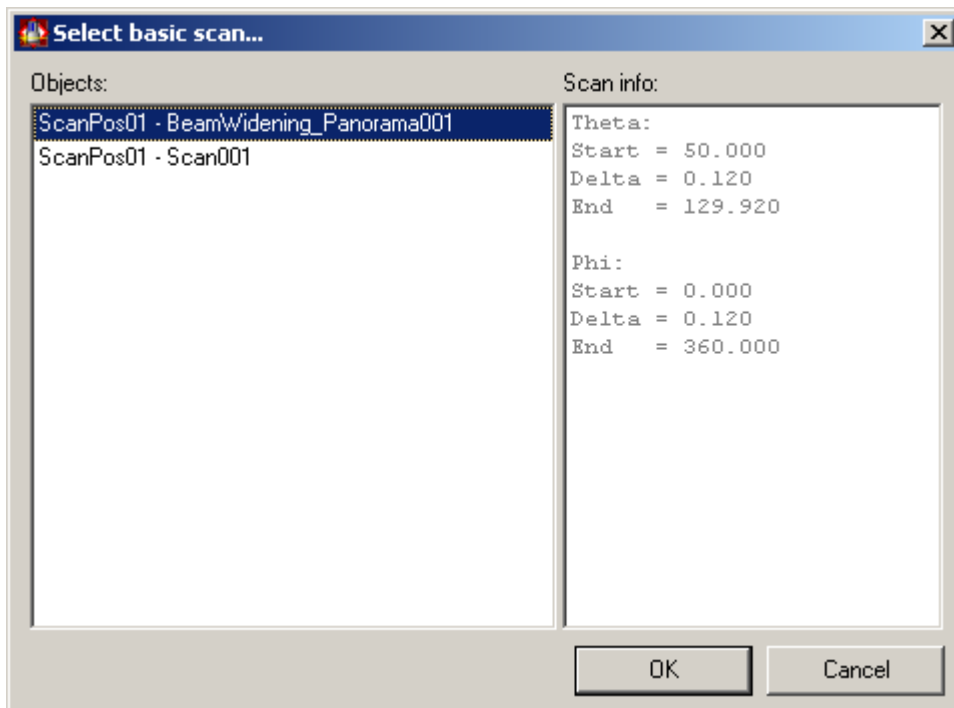 Select basic scan...
Objects:
ScanPos01 - BeamWidening_Panorama001
ScanPos01 - Scan001
Scan info:
Theta:
Start = 50.000
Delta = 0.120
End   = 129.920
Phi:
Start = 0.000
Delta = 0.120
End   = 360.000
OK
Cancel